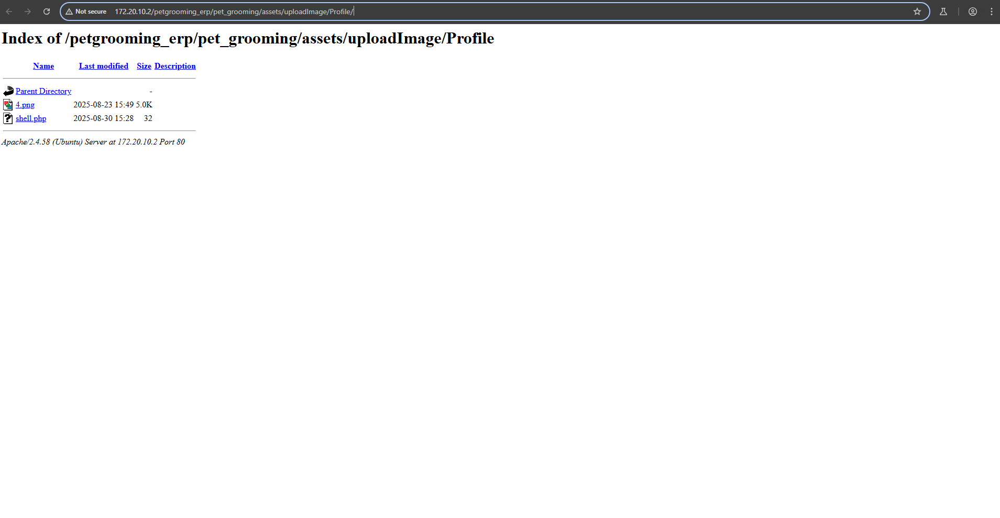 Not secure 172.20.10.2/petgrooming_erp/pet_grooming/assets/uploadImage/Profile/
Index of /petgrooming_erp/pet_grooming/assets/uploadImage/Profile
Name Last modified Size Description
Parent Directory -
4.png 2025-08-23 15:49 5.0K
shell.php 2025-08-30 15:28 32
Apache/2.4.58 (Ubuntu) Server at 172.20.10.2 Port 80